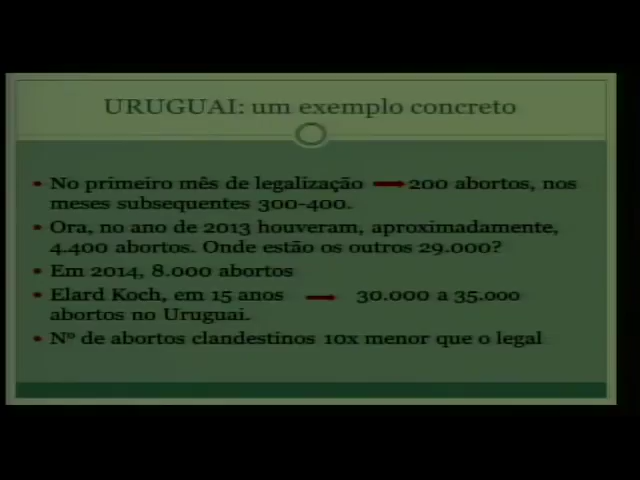 URUGUAI: um exemplo concreto
• No primeiro mês de legalização → 200 abortos, nos
meses subsequentes 300-400.
• Ora, no ano de 2013 houveram, aproximadamente,
4.400 abortos. Onde estão os outros 29.000?
• Em 2014, 8.000 abortos
• Elard Koch, em 15 anos → 30.000 a 35.000
abortos no Uruguai.
• Nº de abortos clandestinos 10x menor que o legal